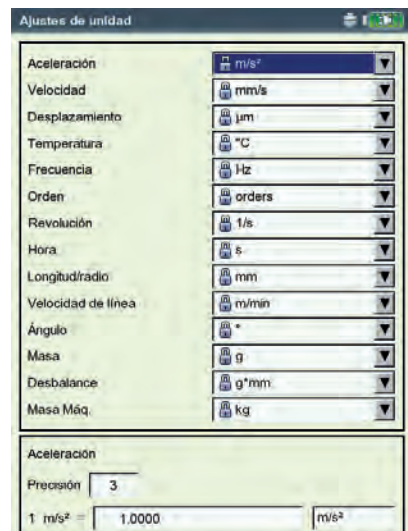 Ajustes de unidad
Aceleración m/s²
Velocidad mm/s
Desplazamiento µm
Temperatura °C
Frecuencia Hz
Orden orders
Revolución 1/s
Hora s
Longitud/radio mm
Velocidad de línea m/min
Ángulo °
Masa g
Desbalance g*mm
Masa Máq. kg
Aceleración
Precisión 3
1 m/s² = 1.0000 m/s²